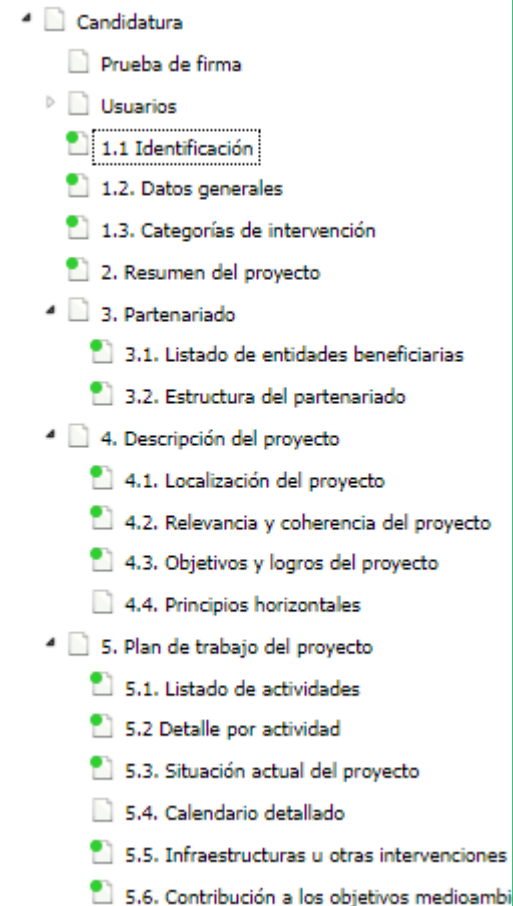 Candidatura
Prueba de firma
Usuarios
1.1 Identificación
1.2. Datos generales
1.3. Categorías de intervención
2. Resumen del proyecto
3. Partenariado
3.1. Listado de entidades beneficiarias
3.2. Estructura del partenariado
4. Descripción del proyecto
4.1. Localización del proyecto
4.2. Relevancia y coherencia del proyecto
4.3. Objetivos y logros del proyecto
4.4. Principios horizontales
5. Plan de trabajo del proyecto
5.1. Listado de actividades
5.2 Detalle por actividad
5.3. Situación actual del proyecto
5.4. Calendario detallado
5.5. Infraestructuras u otras intervenciones
5.6. Contribución a los objetivos medioambi